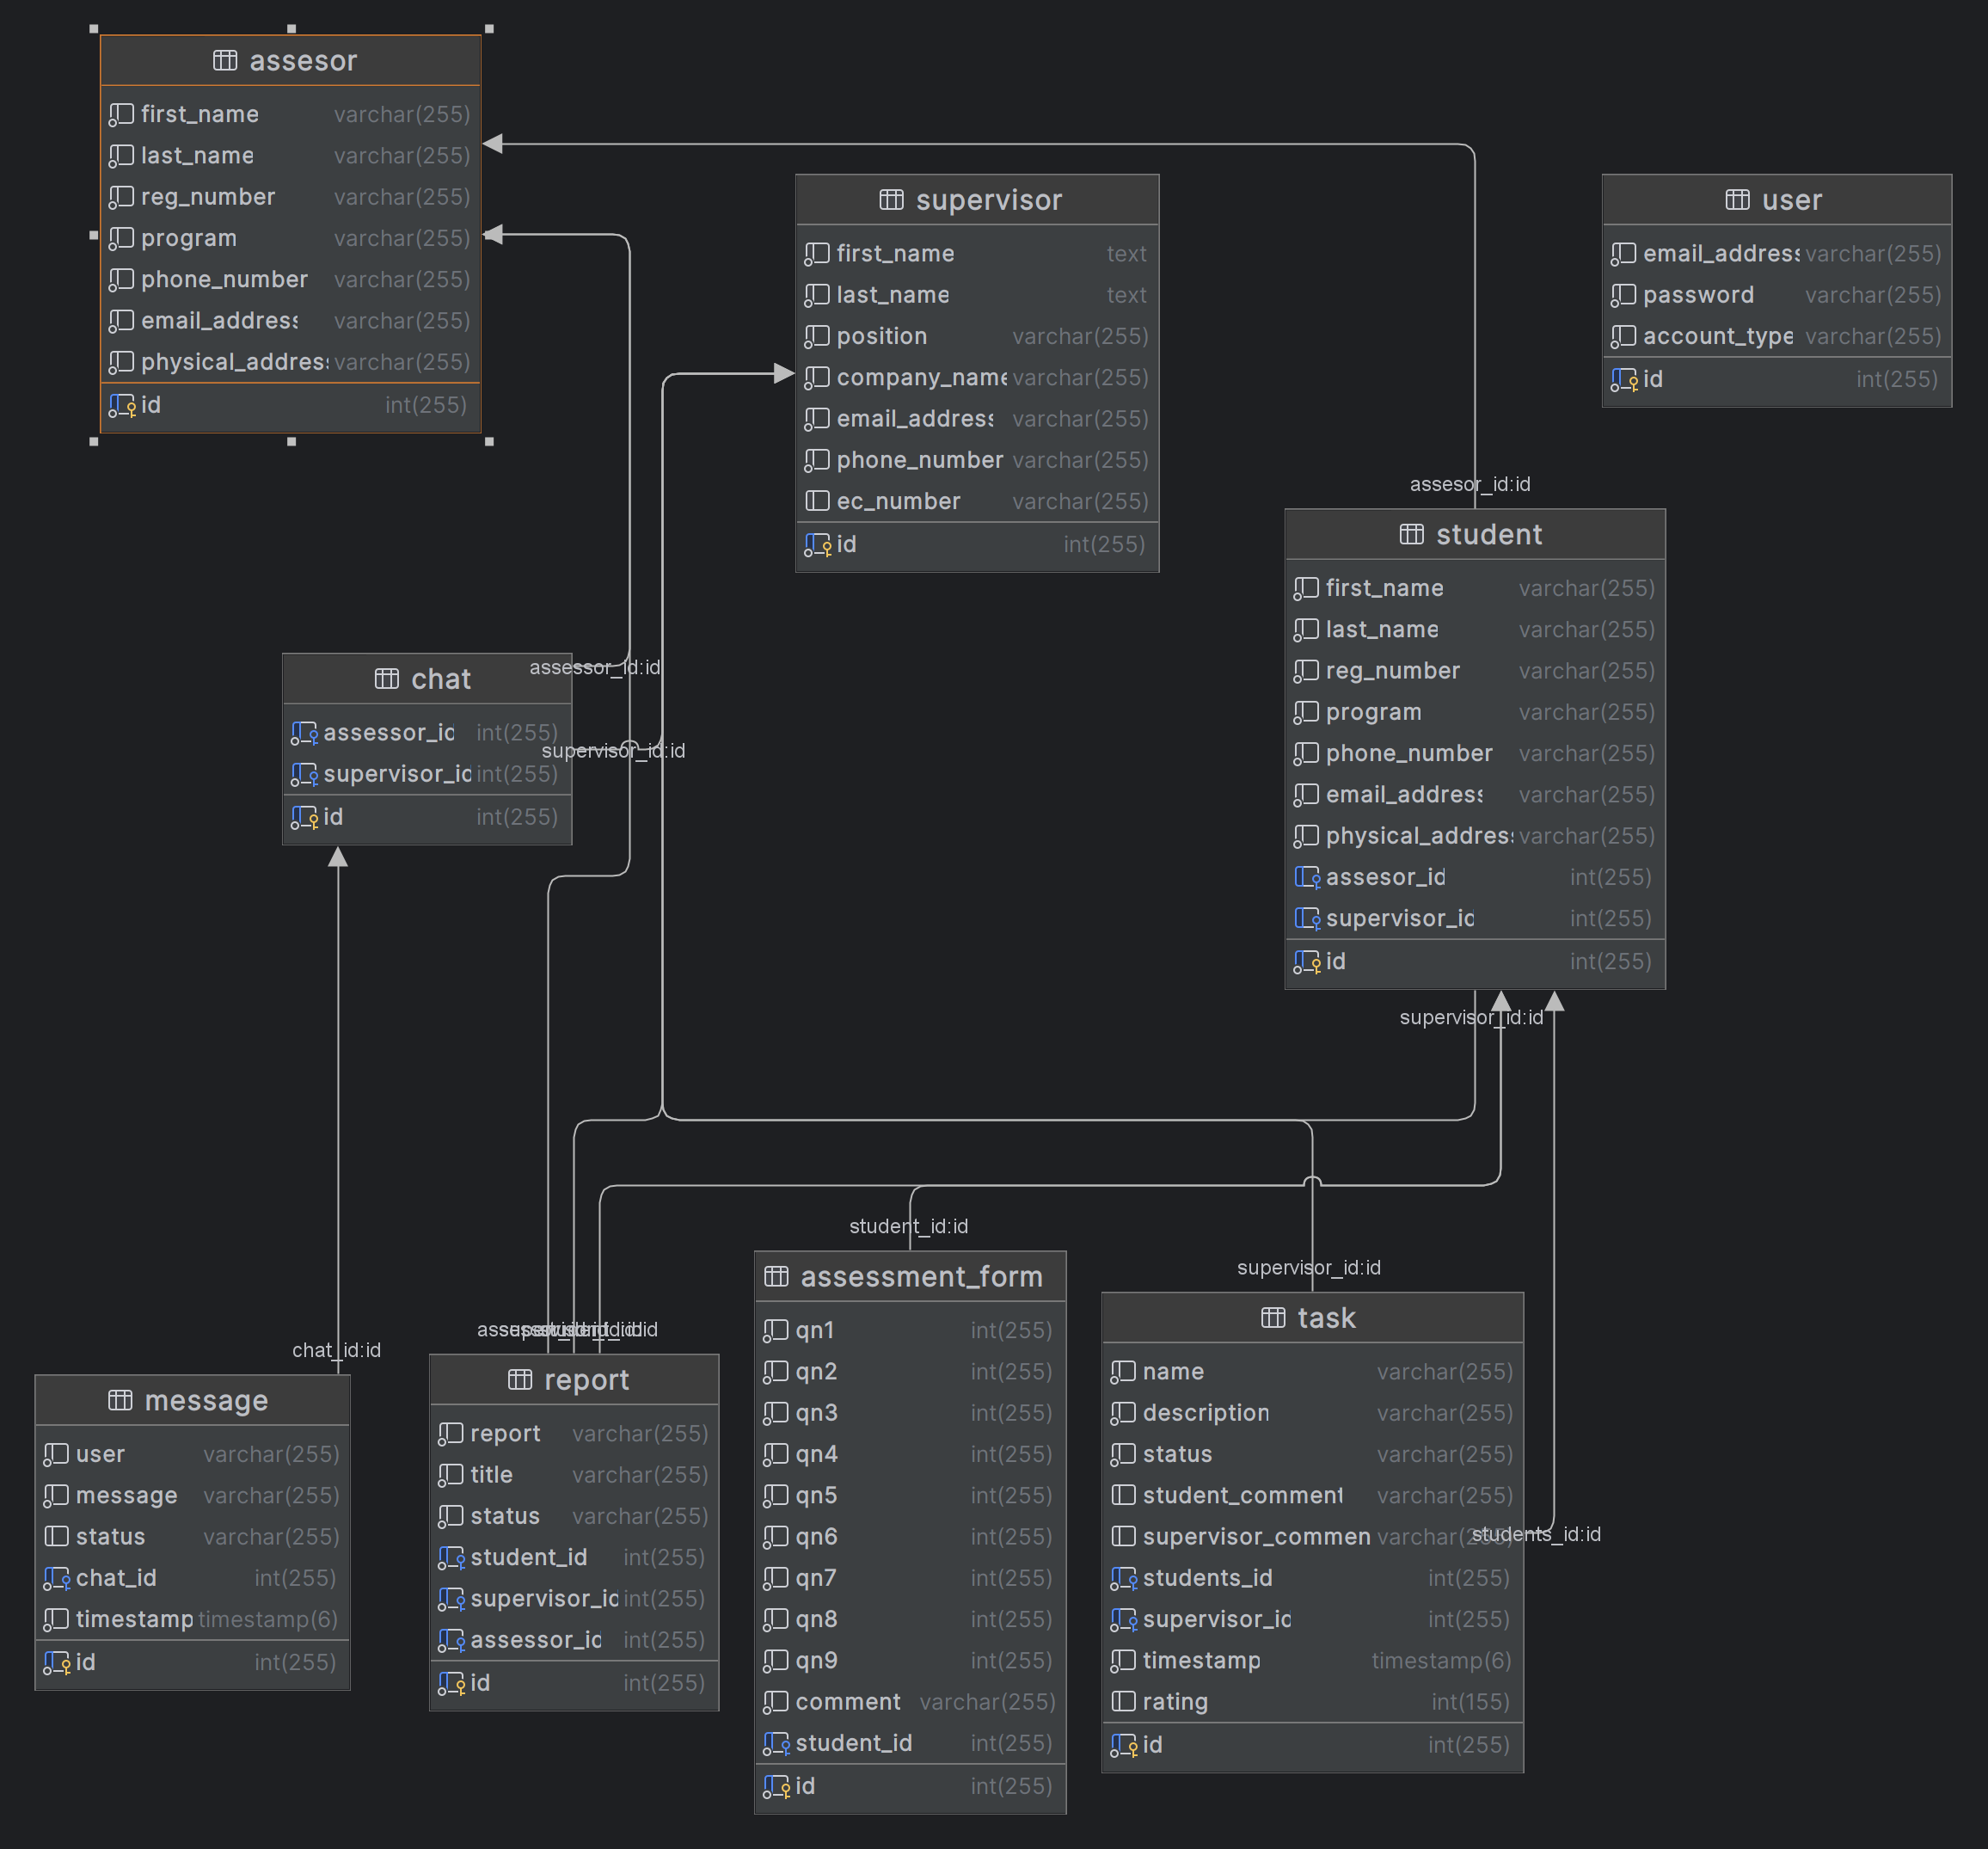 assesor
first_name varchar(255)
last_name varchar(255)
reg_number varchar(255)
program varchar(255)
phone_number varchar(255)
email_address varchar(255)
physical_addres varchar(255)
id int(255)
supervisor
first_name text
last_name text
position varchar(255)
company_name varchar(255)
email_address varchar(255)
phone_number varchar(255)
ec_number varchar(255)
id int(255)
user
email_address varchar(255)
password varchar(255)
account_type varchar(255)
id int(255)
assesor_id:id
student
first_name varchar(255)
last_name varchar(255)
reg_number varchar(255)
program varchar(255)
phone_number varchar(255)
email_address varchar(255)
physical_addres varchar(255)
assesor_id int(255)
supervisor_id int(255)
id int(255)
supervisor_id:id
chat
assessor_id int(255)
supervisor_id int(255)
id int(255)
assessor_id:id
supervisor_id:id
chat_id:id
message
user varchar(255)
message varchar(255)
status varchar(255)
chat_id int(255)
timestamp timestamp(6)
id int(255)
report
report varchar(255)
title varchar(255)
status varchar(255)
student_id int(255)
supervisor_id int(255)
assessor_id int(255)
id int(255)
student_id:id
assessment_form
qn1 int(255)
qn2 int(255)
qn3 int(255)
qn4 int(255)
qn5 int(255)
qn6 int(255)
qn7 int(255)
qn8 int(255)
qn9 int(255)
comment varchar(255)
student_id int(255)
id int(255)
supervisor_id:id
task
name varchar(255)
description varchar(255)
status varchar(255)
student_comment varchar(255)
supervisor_commen varchar(255)
students_id int(255)
supervisor_id int(255)
timestamp timestamp(6)
rating int(155)
id int(255)
students_id:id